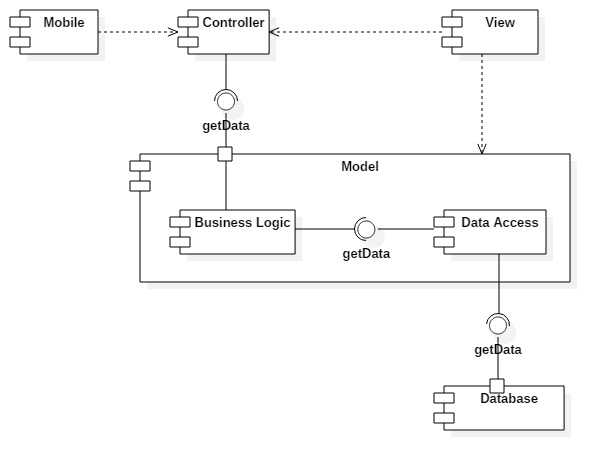 Mobile
Controller
View
getData
Model
Business Logic
Data Access
getData
getData
Database